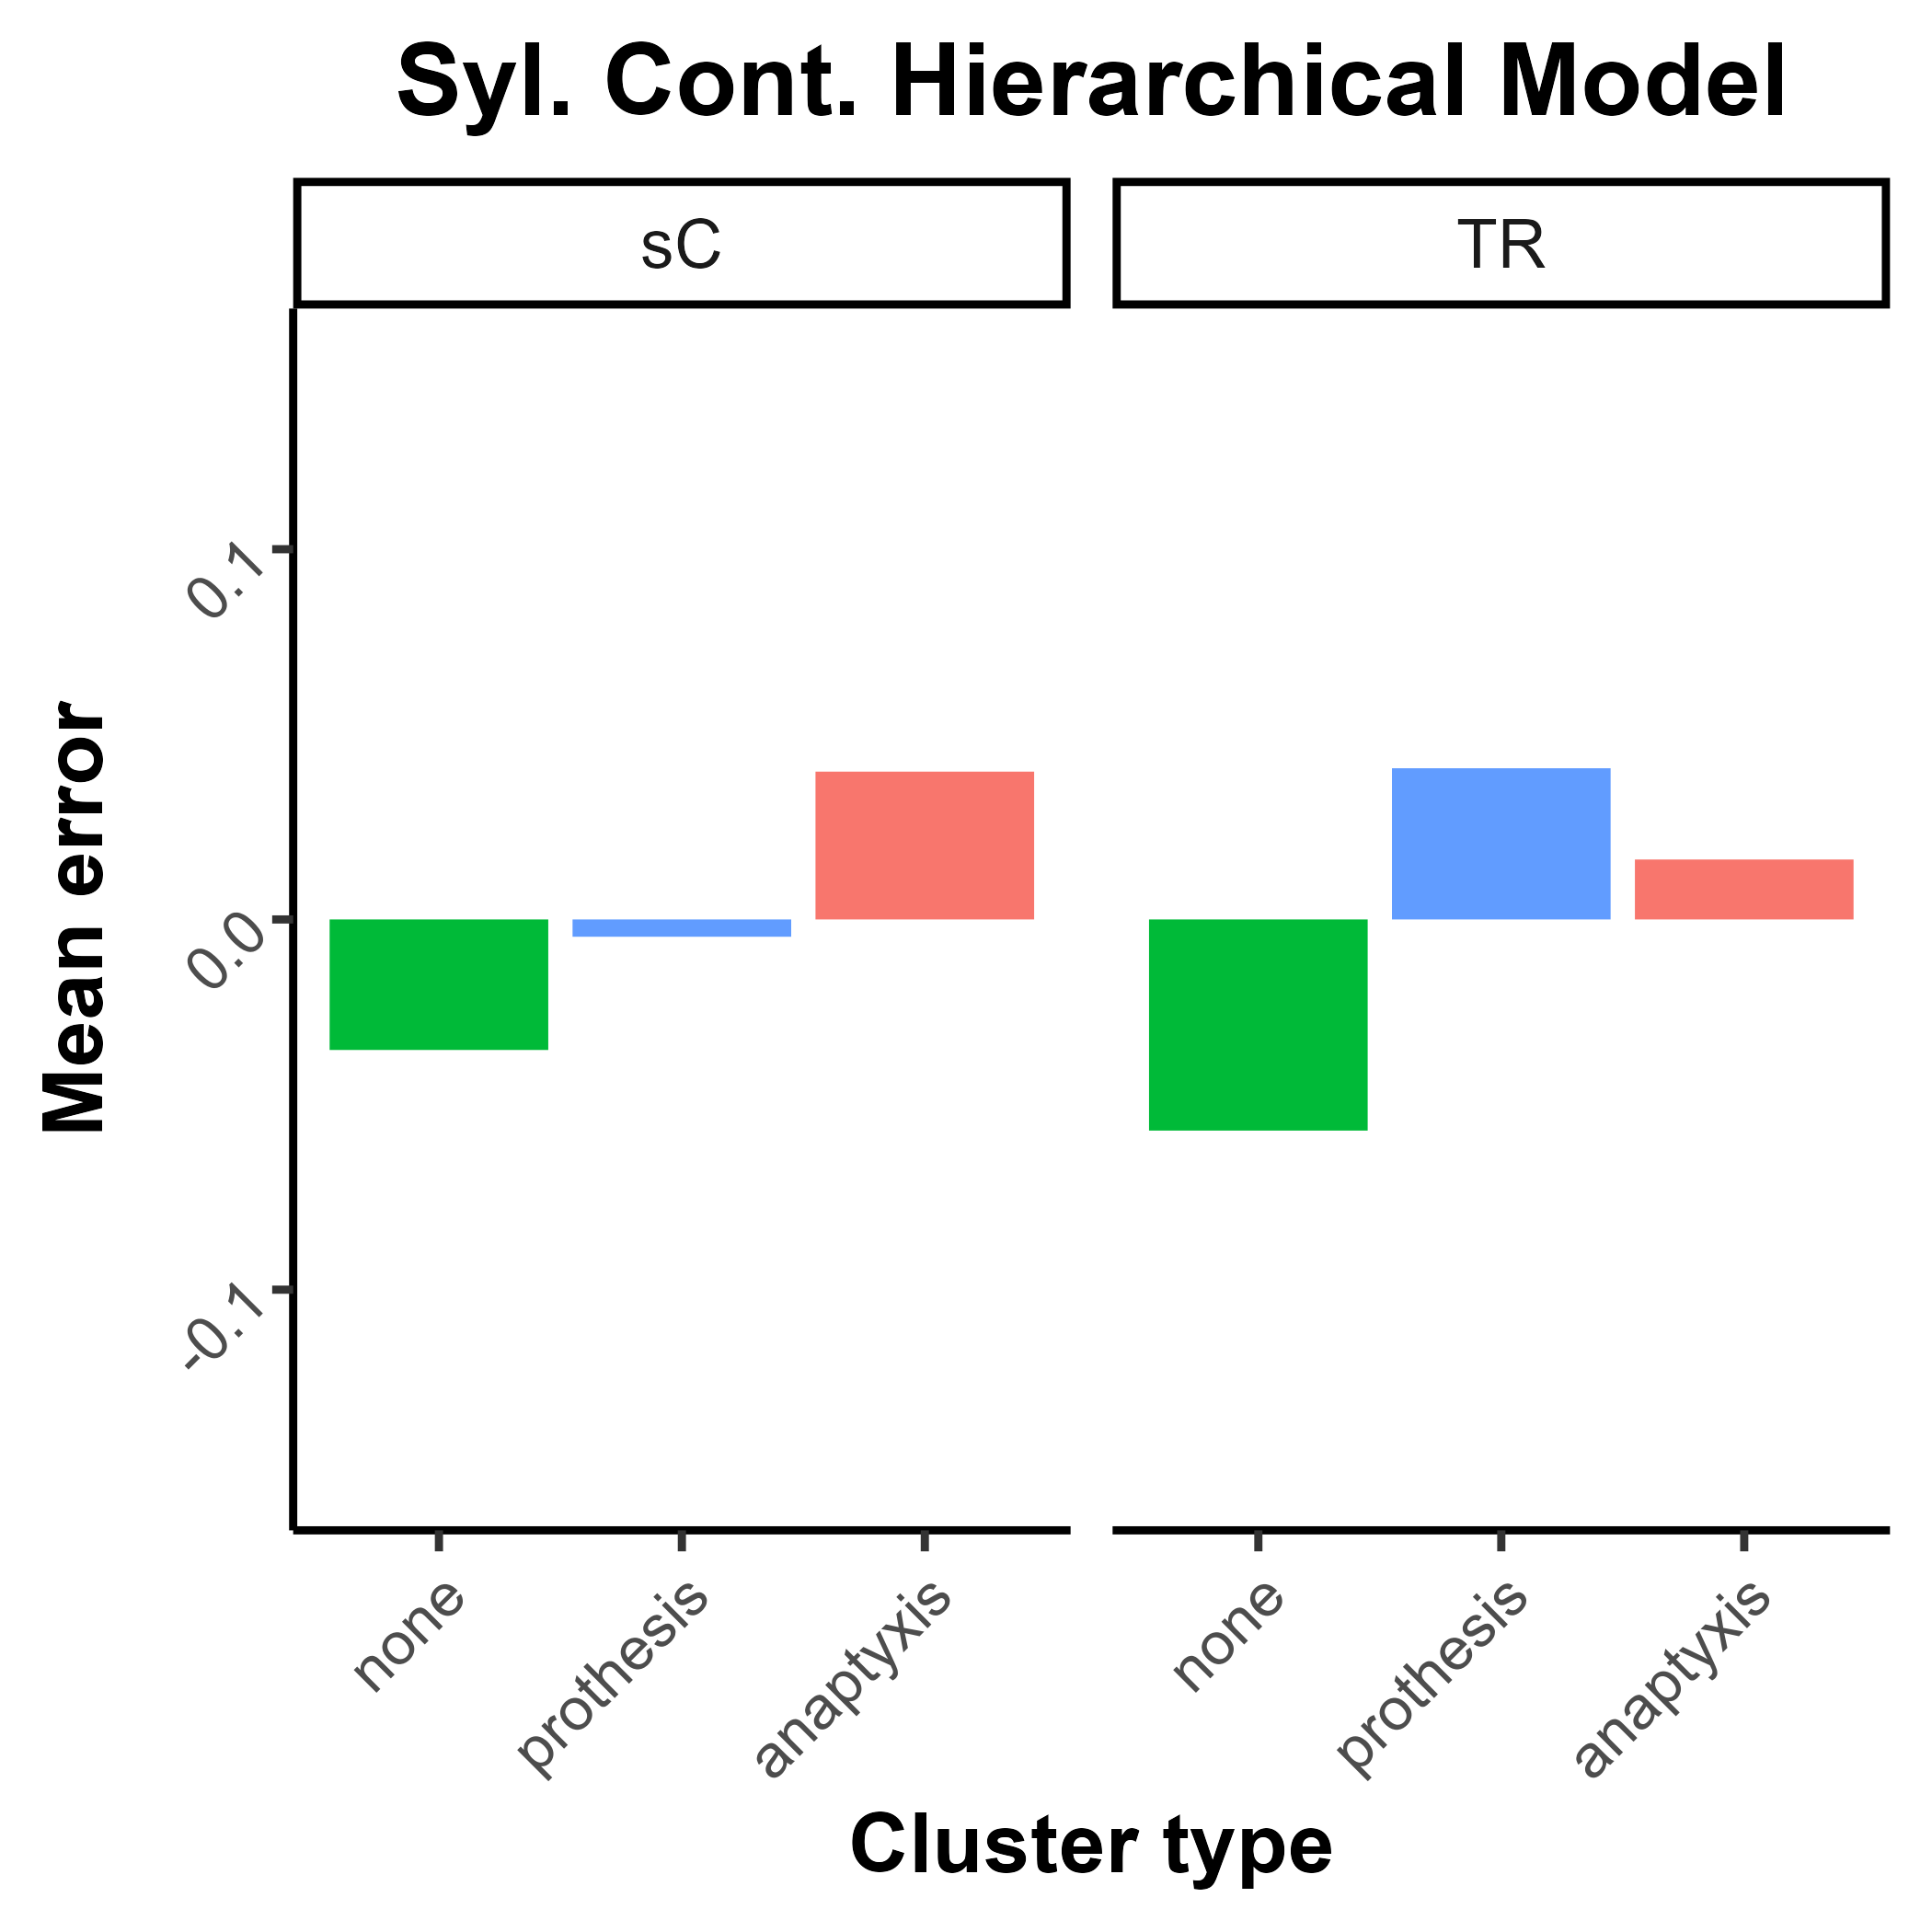 Syl. Cont. Hierarchical Model
sC
TR
Mean error
0.1
0.0
-0.1
none
prothesis
anaptyxis
none
prothesis
anaptyxis
Cluster type